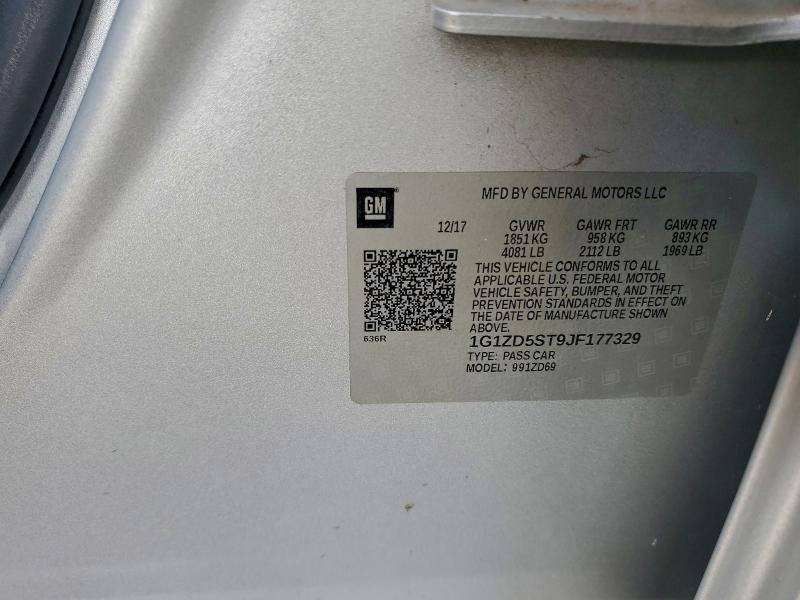 GM
MFD BY GENERAL MOTORS LLC
12/17 GVWR GAWR FRT GAWR RR
1851 KG 958 KG 893 KG
4081 LB 2112 LB 1969 LB
THIS VEHICLE CONFORMS TO ALL
APPLICABLE U.S. FEDERAL MOTOR
VEHICLE SAFETY, BUMPER, AND THEFT
PREVENTION STANDARDS IN EFFECT ON
THE DATE OF MANUFACTURE SHOWN
ABOVE.
636R
1G1ZD5ST9JF177329
TYPE: PASS CAR
MODEL: 991ZD69